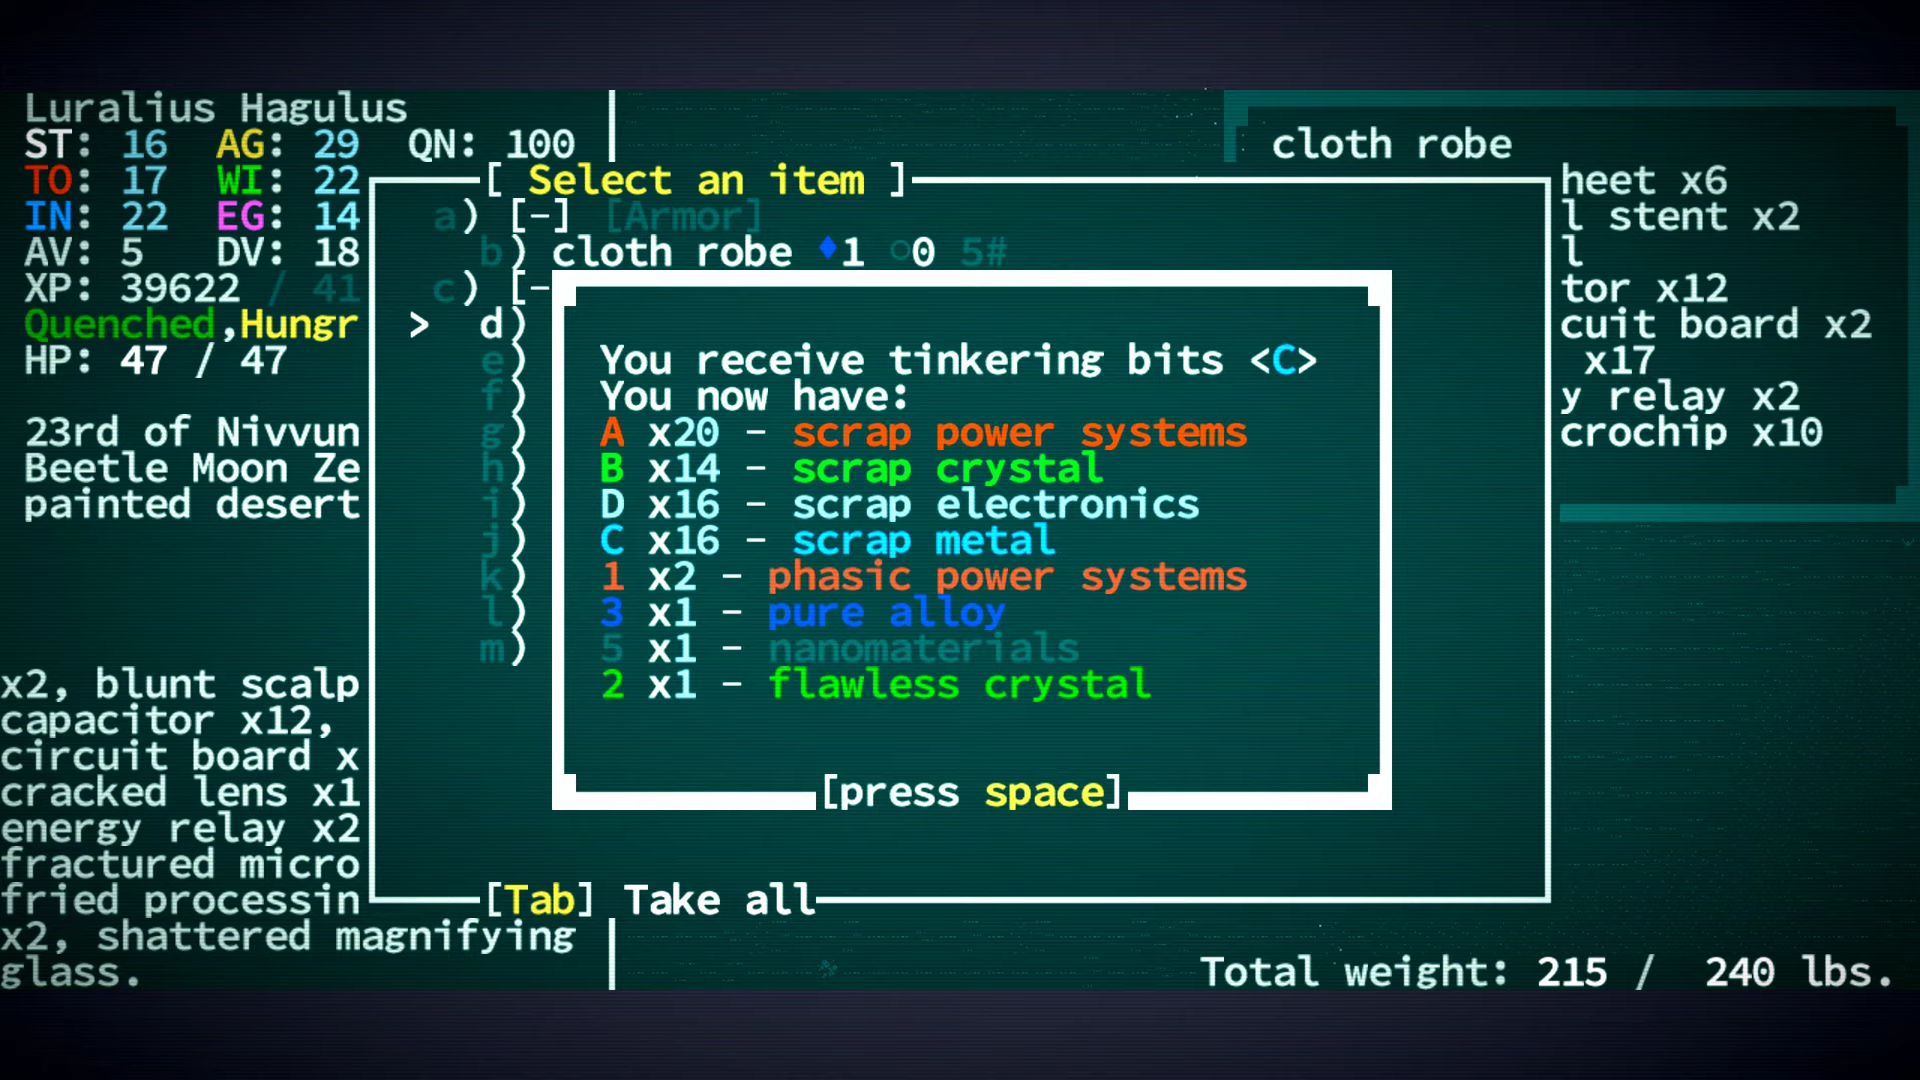 Luralius Hagulus
ST: 16 AG: 29 QN: 100
TO: 17 WI: 22
IN: 22 EG: 14
AV: 5 DV: 18
XP: 39622 / 41
Quenched,Hungr
HP: 47 / 47
23rd of Nivvun
Beetle Moon Ze
painted desert
x2, blunt scalp
capacitor x12,
circuit board x
cracked lens x1
energy relay x2
fractured micro
fried processin
x2, shattered magnifying
glass.
[ Select an item ]
a) [-] [Armor]
b) cloth robe ♦1 ○0 5#
c) [-
> d)
e)
f)
g)
h)
i)
j)
k)
l)
m)
You receive tinkering bits <C>
You now have:
A x20 - scrap power systems
B x14 - scrap crystal
D x16 - scrap electronics
C x16 - scrap metal
1 x2 - phasic power systems
3 x1 - pure alloy
5 x1 - nanomaterials
2 x1 - flawless crystal
[press space]
[Tab] Take all
cloth robe
heet x6
l stent x2
l
tor x12
cuit board x2
x17
y relay x2
crochip x10
Total weight: 215 / 240 lbs.